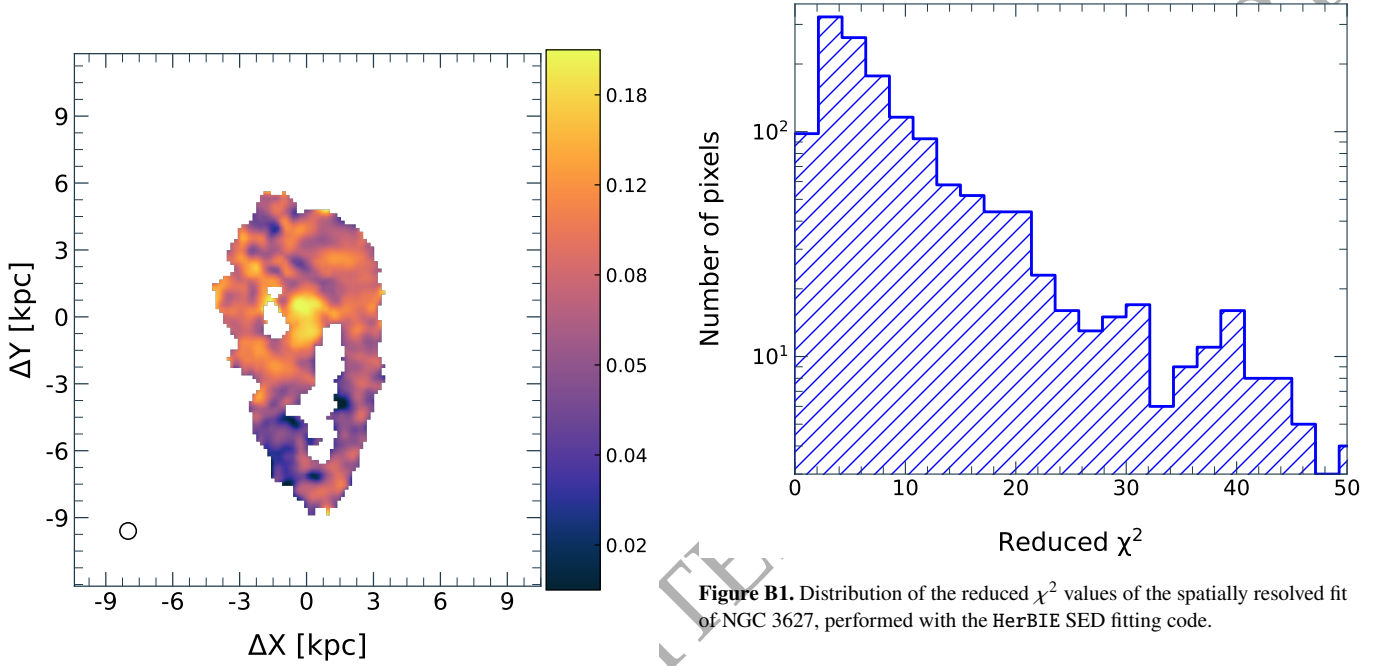 9
6
3
0
-3
-6
-9
ΔY [kpc]
-9 -6 -3 0 3 6 9
ΔX [kpc]
0.18
0.12
0.08
0.05
0.04
0.02
Number of pixels
10²
10¹
0 10 20 30 40 50
Reduced χ²
Figure B1. Distribution of the reduced χ² values of the spatially resolved fit
of NGC 3627, performed with the HerBIE SED fitting code.